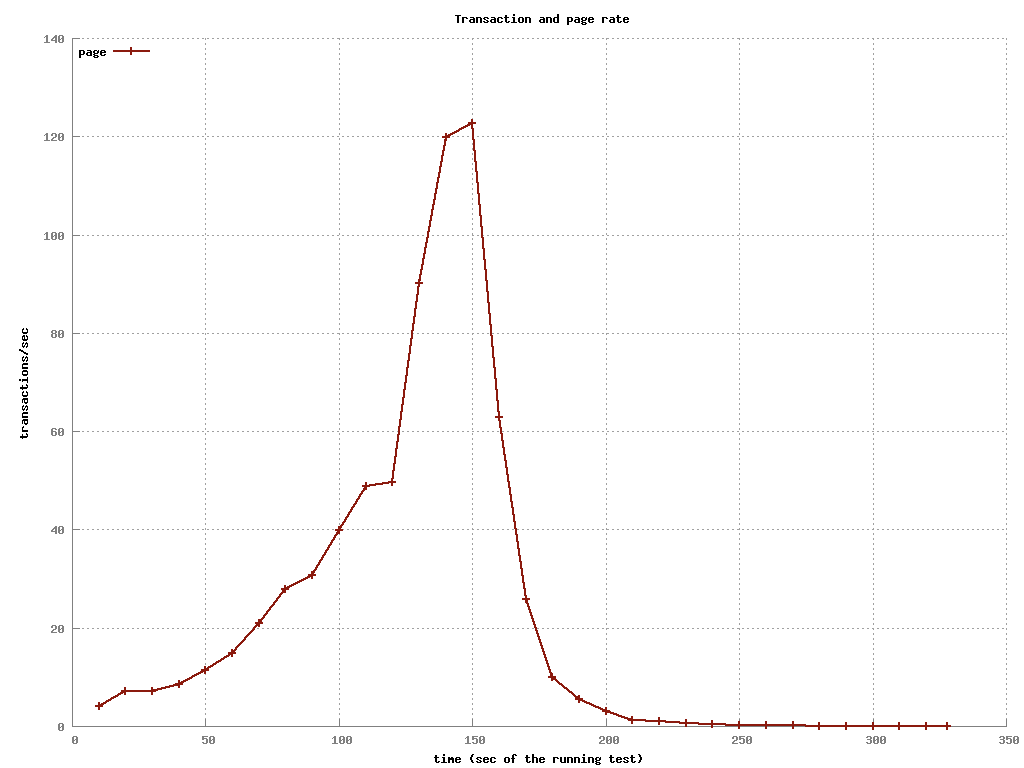 Transaction and page rate
page
140
120
100
80
60
40
20
0
transactions/sec
0 50 100 150 200 250 300 350
time (sec of the running test)